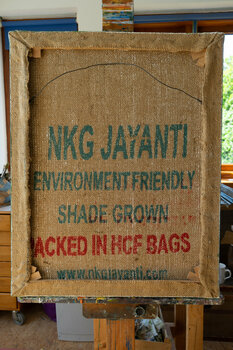 NKG JAYANTI
ENVIRONMENT FRIENDLY
SHADE GROWN
ACKED IN HCF BAGS
www.nkgjayanti.com